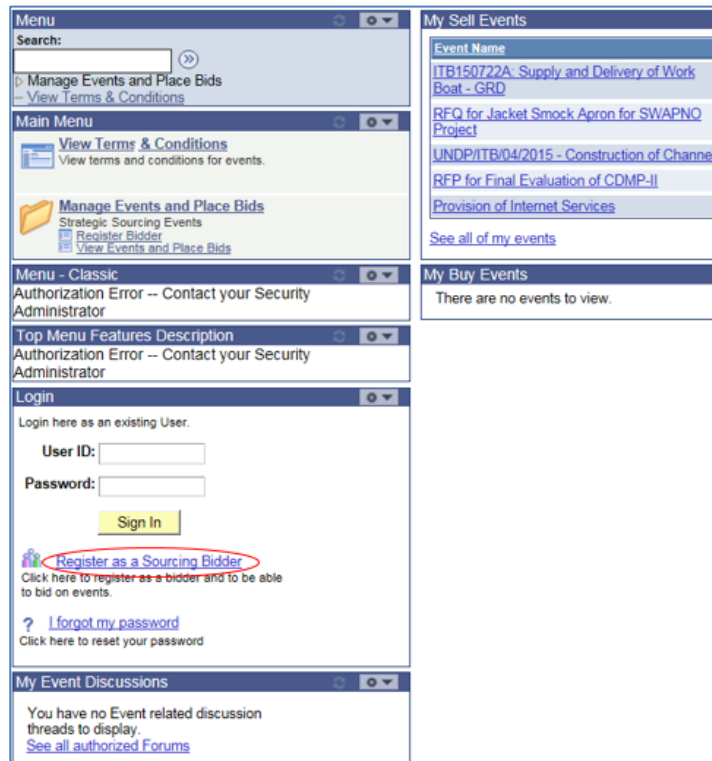 Menu
Search:
Manage Events and Place Bids
View Terms & Conditions
Main Menu
View Terms & Conditions
View terms and conditions for events.
Manage Events and Place Bids
Strategic Sourcing Events
Register Bidder
View Events and Place Bids
Menu - Classic
Authorization Error -- Contact your Security
Administrator
Top Menu Features Description
Authorization Error -- Contact your Security
Administrator
Login
Login here as an existing User.
User ID:
Password:
Sign In
Register as a Sourcing Bidder
Click here to register as a bidder and to be able
to bid on events.
I forgot my password
Click here to reset your password
My Event Discussions
You have no Event related discussion
threads to display.
See all authorized Forums
My Sell Events
Event Name
ITB150722A: Supply and Delivery of Work
Boat - GRD
RFQ for Jacket Smock Apron for SWAPNO
Project
UNDP/ITB/04/2015 - Construction of Channe
RFP for Final Evaluation of CDMP-II
Provision of Internet Services
See all of my events
My Buy Events
There are no events to view.